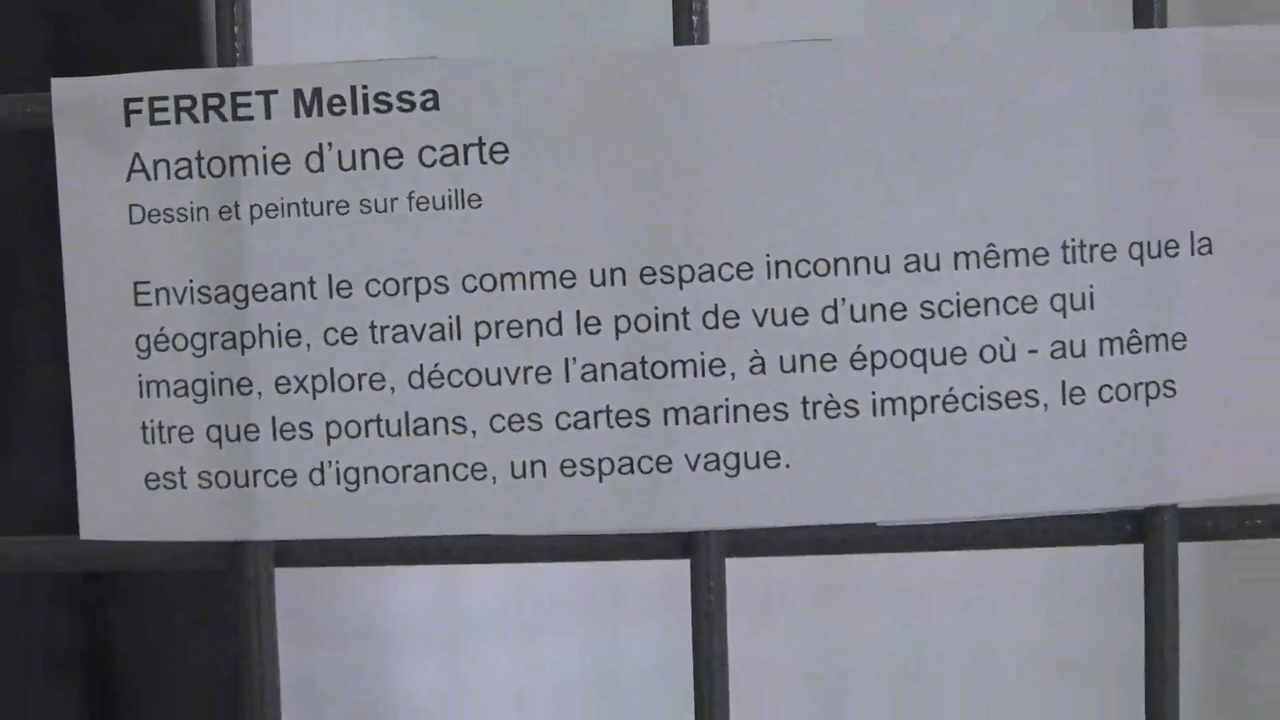 FERRET Melissa
Anatomie d'une carte
Dessin et peinture sur feuille
Envisageant le corps comme un espace inconnu au même titre que la
géographie, ce travail prend le point de vue d'une science qui
imagine, explore, découvre l'anatomie, à une époque où - au même
titre que les portulans, ces cartes marines très imprécises, le corps
est source d'ignorance, un espace vague.